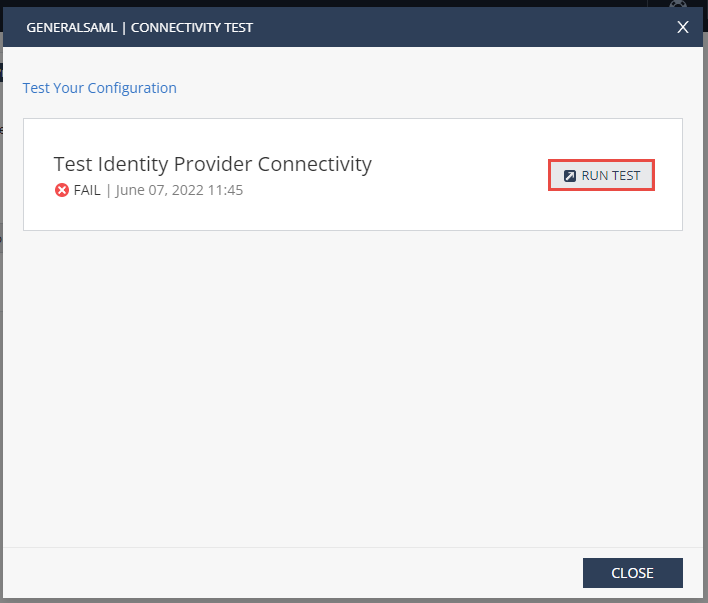 GENERALSAML | CONNECTIVITY TEST
X
Test Your Configuration
Test Identity Provider Connectivity
FAIL | June 07, 2022 11:45
RUN TEST
CLOSE